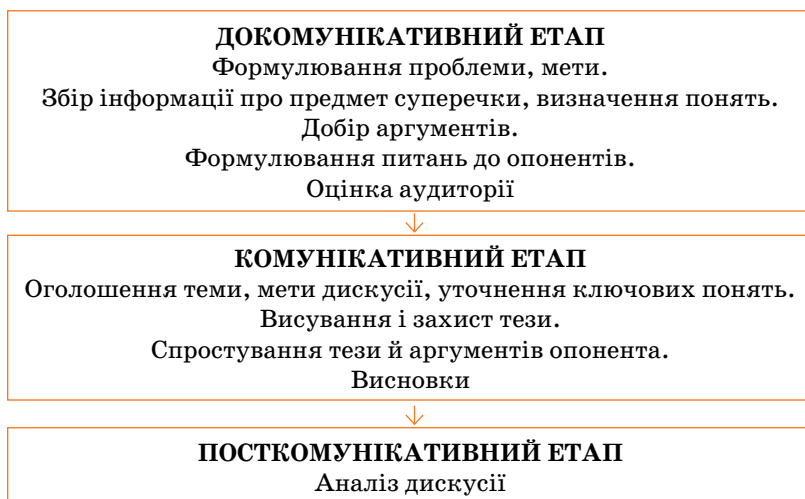 ДОКОМУНІКАТИВНИЙ ЕТАП
Формулювання проблеми, мети.
Збір інформації про предмет суперечки, визначення понять.
Добір аргументів.
Формулювання питань до опонентів.
Оцінка аудиторії
КОМУНІКАТИВНИЙ ЕТАП
Оголошення теми, мети дискусії, уточнення ключових понять.
Висування і захист тези.
Спростування тези й аргументів опонента.
Висновки
ПОСТКОМУНІКАТИВНИЙ ЕТАП
Аналіз дискусії